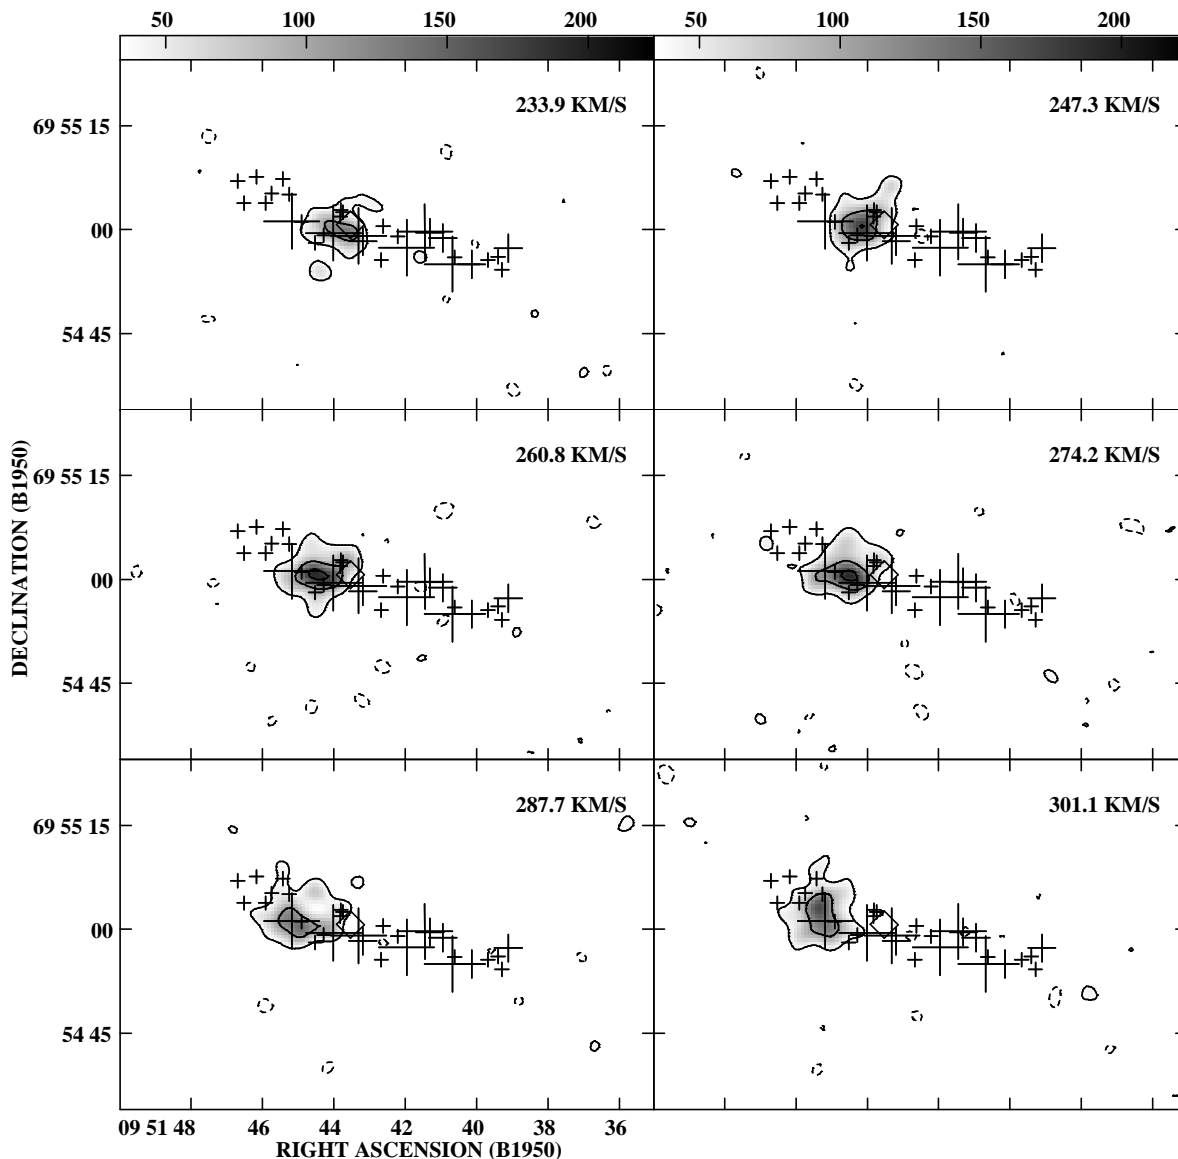 50 100 150 200 50 100 150 200
233.9 KM/S 247.3 KM/S
69 55 15
00
54 45
260.8 KM/S 274.2 KM/S
69 55 15
00
54 45
DECLINATION (B1950)
287.7 KM/S 301.1 KM/S
69 55 15
00
54 45
09 51 48 46 44 42 40 38 36
RIGHT ASCENSION (B1950)